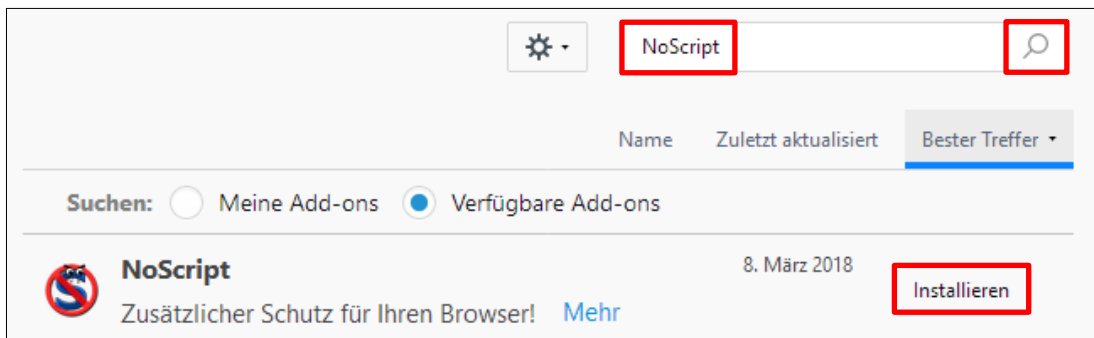 NoScript
Name Zuletzt aktualisiert Bester Treffer
Suchen: Meine Add-ons Verfügbare Add-ons
NoScript 8. März 2018
Installieren
Zusätzlicher Schutz für Ihren Browser! Mehr